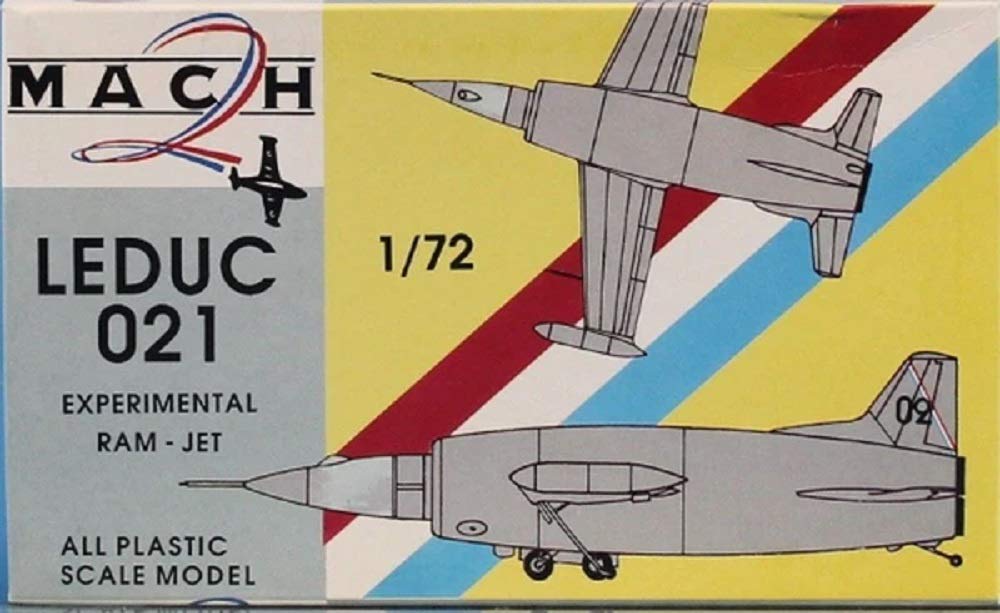 MACH 2
LEDUC
021
EXPERIMENTAL
RAM - JET
ALL PLASTIC
SCALE MODEL
1/72
02